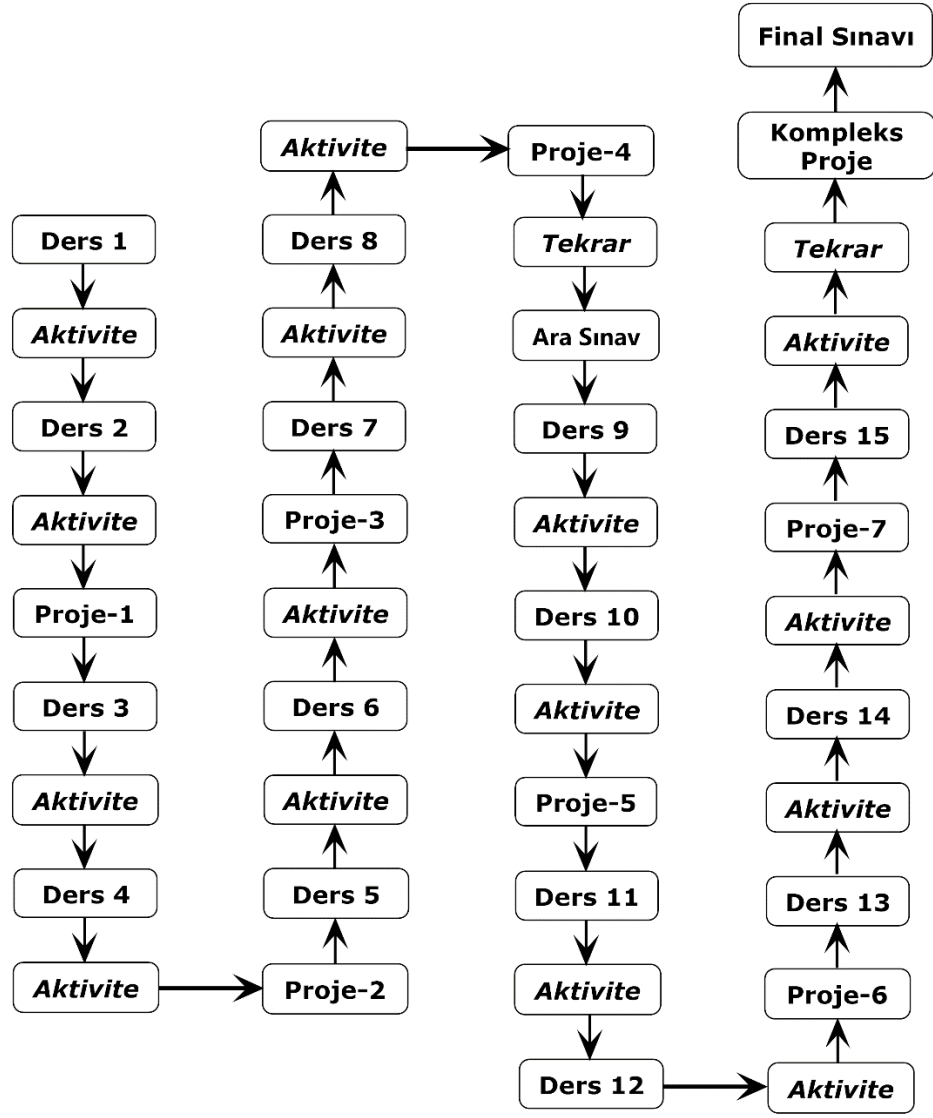 Ders 1
Aktivite
Ders 2
Aktivite
Proje-1
Ders 3
Aktivite
Ders 4
Aktivite
Proje-2
Ders 5
Aktivite
Ders 6
Aktivite
Proje-3
Ders 7
Aktivite
Ders 8
Aktivite
Proje-4
Tekrar
Ara Sınav
Ders 9
Aktivite
Ders 10
Aktivite
Proje-5
Ders 11
Aktivite
Ders 12
Aktivite
Proje-6
Ders 13
Aktivite
Ders 14
Aktivite
Proje-7
Ders 15
Aktivite
Tekrar
Kompleks
Proje
Final Sınavı